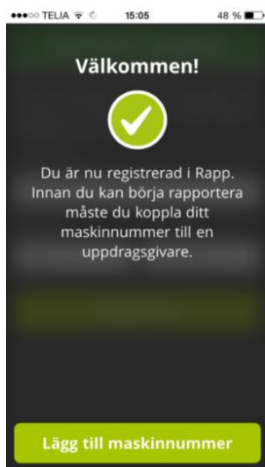 TELIA 15:05 48 %
Välkommen!
Du är nu registrerad i Rapp.
Innan du kan börja rapportera
måste du koppla ditt
maskinnummer till en
uppdragsgivare.
Lägg till maskinnummer